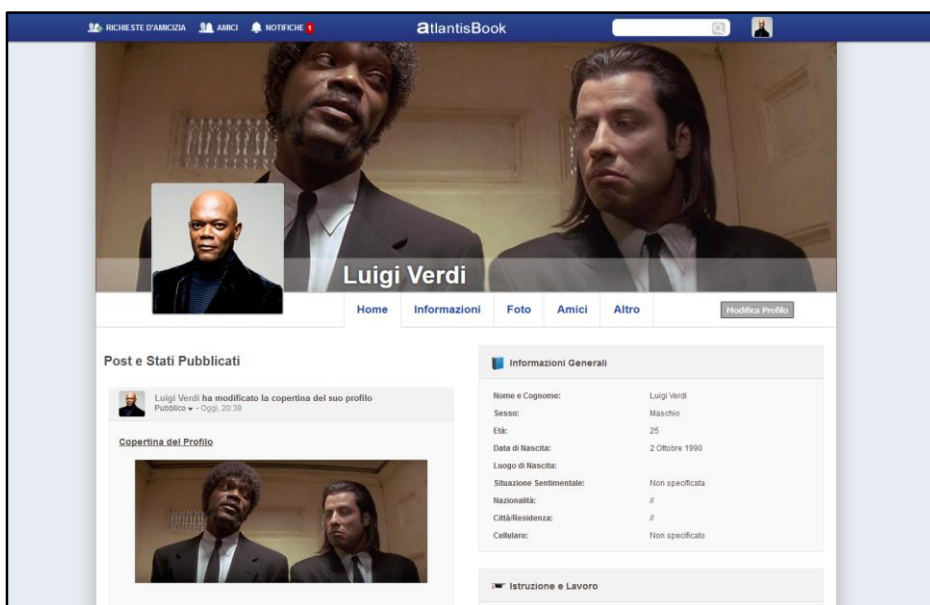 RICHIESTE D'AMICIZIA AMICI NOTIFICHE 1 atlantisBook
Luigi Verdi
Home Informazioni Foto Amici Altro Modifica Profilo
Post e Stati Pubblicati
Luigi Verdi ha modificato la copertina del suo profilo
Pubblico - Oggi, 20:39
Copertina del Profilo
Informazioni Generali
Nome e Cognome: Luigi Verdi
Sesso: Maschio
Età: 25
Data di Nascita: 2 Ottobre 1990
Luogo di Nascita:
Situazione Sentimentale: Non specificata
Nazionalità: //
Città/Residenza: //
Cellulare: Non specificato
Istruzione e Lavoro